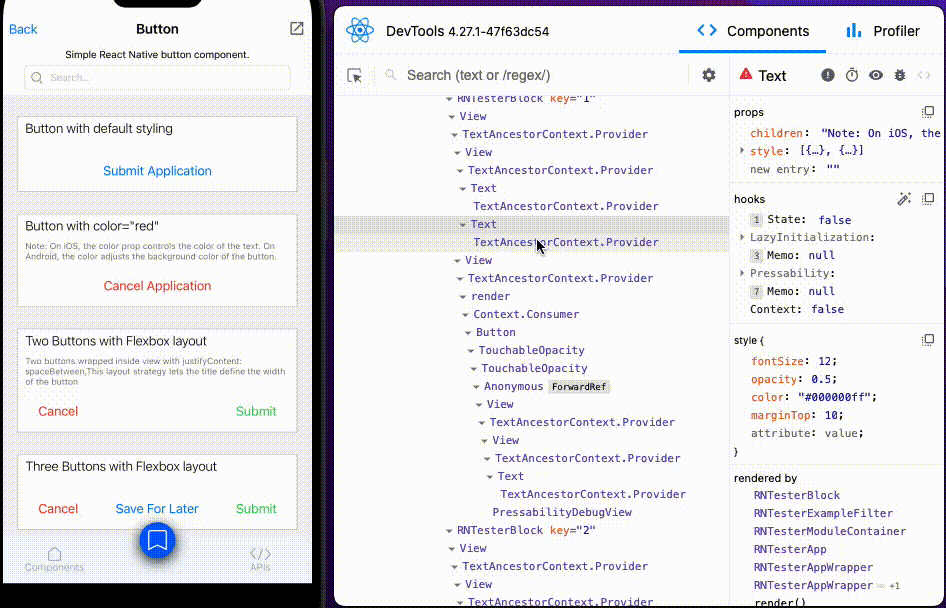 Back
Button
Simple React Native button component.
Search...
Button with default styling
Submit Application
Button with color="red"
Note: On iOS, the color prop controls the color of the text. On
Android, the color adjusts the background color of the button.
Cancel Application
Two Buttons with Flexbox layout
Two buttons wrapped inside view with justifyContent:
spaceBetween,This layout strategy lets the title define the width
of the button
Cancel
Submit
Three Buttons with Flexbox layout
Cancel
Save For Later
Submit
Components
APIs
DevTools 4.27.1-47f63dc54
Components
Profiler
Search (text or /regex/)
RNTesterBlock key="1"
View
TextAncestorContext.Provider
View
TextAncestorContext.Provider
Text
TextAncestorContext.Provider
Text
TextAncestorContext.Provider
View
TextAncestorContext.Provider
render
Context.Consumer
Button
TouchableOpacity
TouchableOpacity
Anonymous ForwardRef
View
TextAncestorContext.Provider
View
TextAncestorContext.Provider
Text
TextAncestorContext.Provider
PressabilityDebugView
RNTesterBlock key="2"
View
TextAncestorContext.Provider
View
TextAncestorContext.Provider
Text
props
children: "Note: On iOS, the
style: [{…}, {…}]
new entry: ""
hooks
1 State: false
LazyInitialization:
3 Memo: null
Pressability:
7 Memo: null
Context: false
style {
fontSize: 12;
opacity: 0.5;
color: "#000000ff";
marginTop: 10;
attribute: value;
}
rendered by
RNTesterBlock
RNTesterExampleFilter
RNTesterModuleContainer
RNTesterApp
RNTesterAppWrapper
RNTesterAppWrapper +1
render()